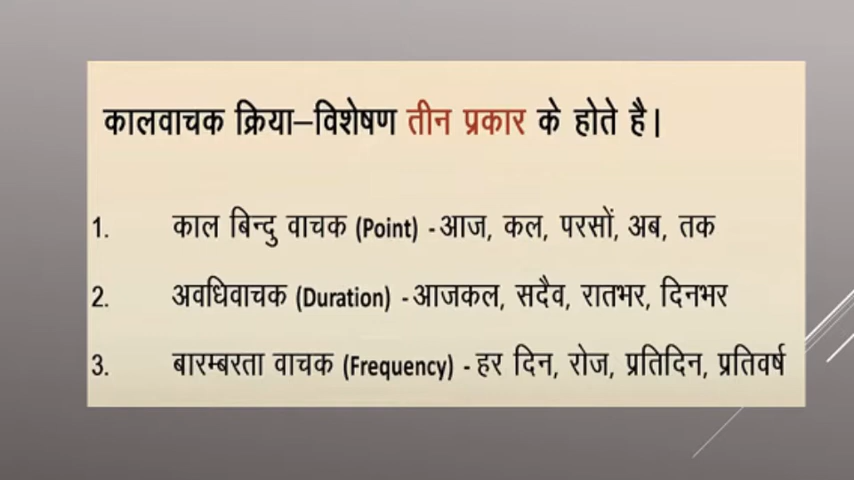 कालवाचक क्रिया–विशेषण तीन प्रकार के होते है।
1. काल बिन्दु वाचक (Point) - आज, कल, परसों, अब, तक
2. अवधिवाचक (Duration) - आजकल, सदैव, रातभर, दिनभर
3. बारम्बरता वाचक (Frequency) - हर दिन, रोज, प्रतिदिन, प्रतिवर्ष